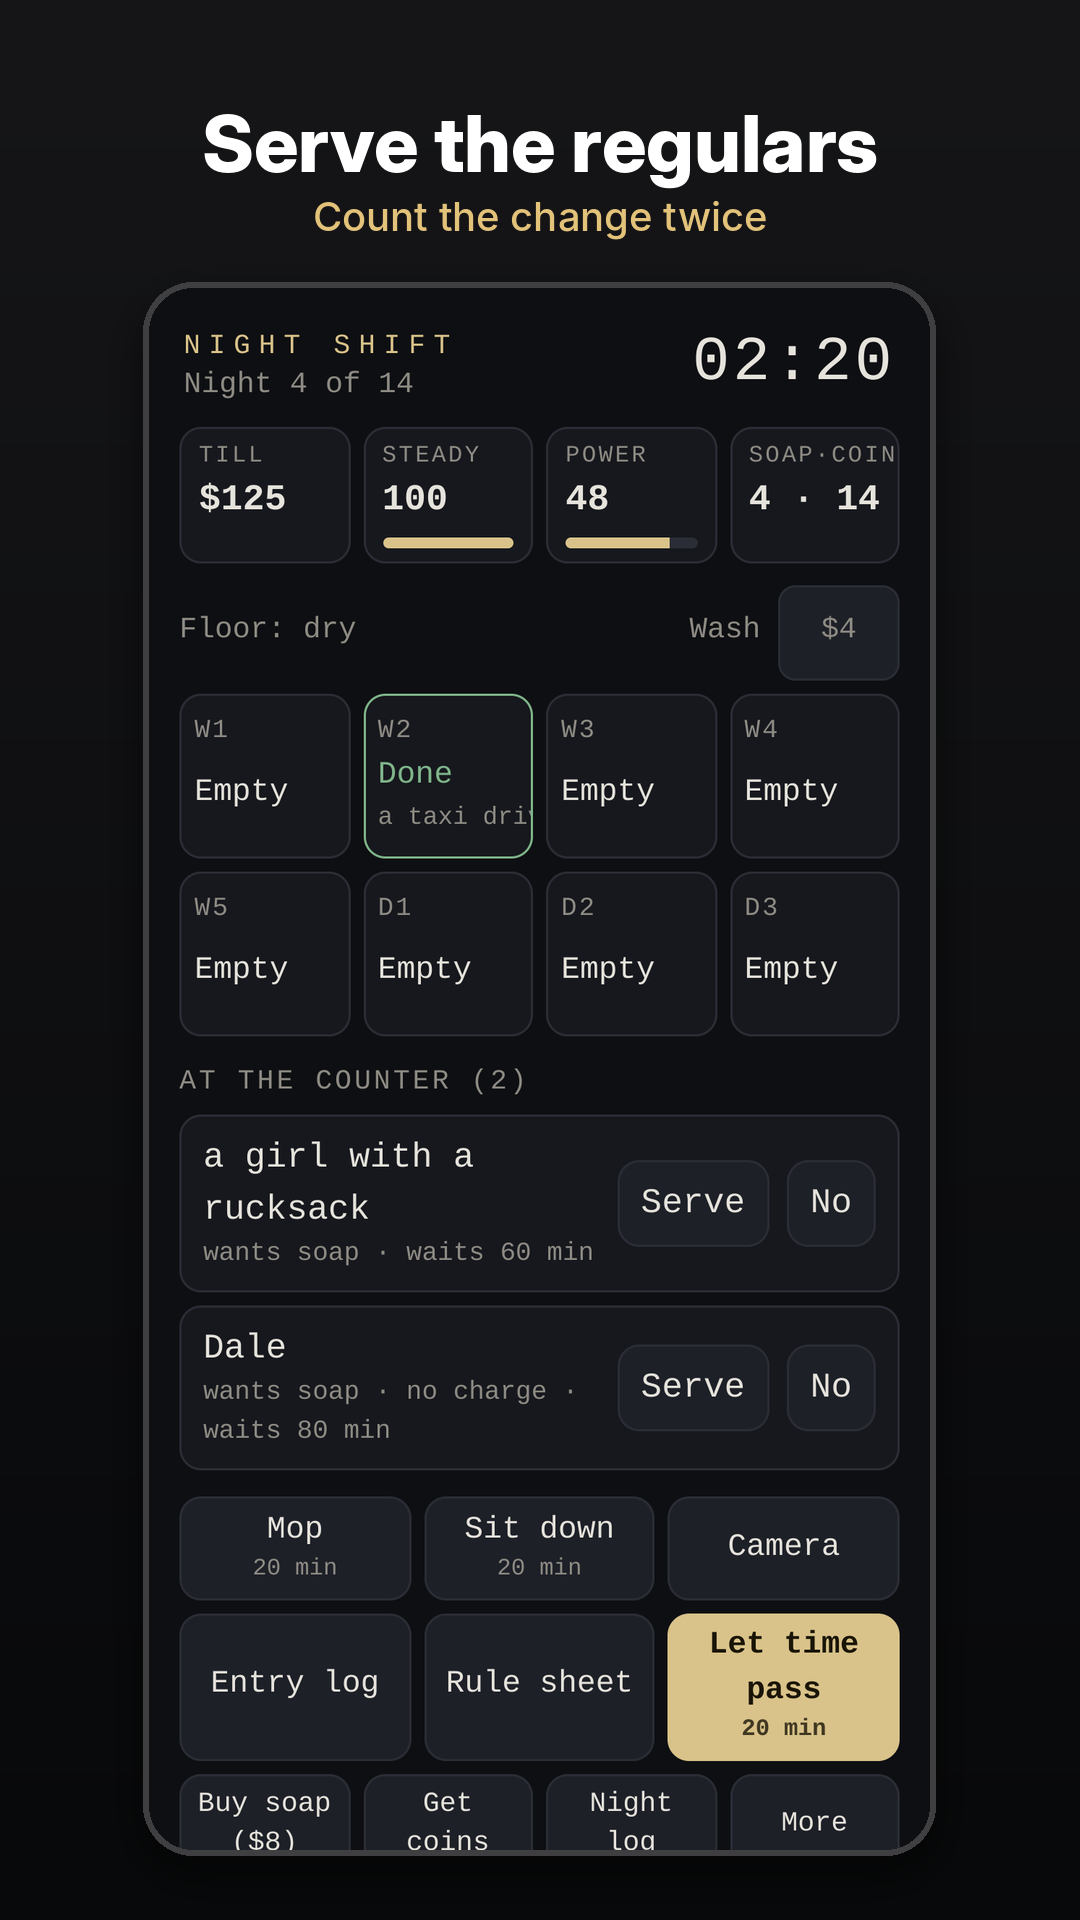 Serve the regulars
Count the change twice
NIGHT SHIFT
Night 4 of 14
02:20
TILL
$125
STEADY
100
POWER
48
SOAP·COIN
4 · 14
Floor: dry
Wash
$4
W1
Empty
W2
Done
a taxi
W3
Empty
W4
Empty
W5
Empty
D1
Empty
D2
Empty
D3
Empty
AT THE COUNTER (2)
a girl with a
rucksack
wants soap · waits 60 min
Serve
No
Dale
wants soap · no charge ·
waits 80 min
Serve
No
Mop
20 min
Sit down
20 min
Camera
Entry log
Rule sheet
Let time
pass
20 min
Buy soap
($8)
Get
coins
Night
log
More